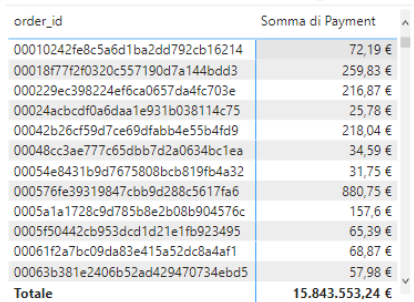 order_id Somma di Payment
00010242fe8c5a6d1ba2dd792cb16214 72,19 €
00018f77f2f0320c557190d7a144bdd3 259,83 €
000229ec398224ef6ca0657da4fc703e 216,87 €
00024acbcdf0a6daa1e931b038114c75 25,78 €
00042b26cf59d7ce69dfabb4e55b4fd9 218,04 €
00048cc3ae777c65dbb7d2a0634bc1ea 34,59 €
00054e8431b9d7675808bcb819fb4a32 31,75 €
000576fe39319847cbb9d288c5617fa6 880,75 €
0005a1a1728c9d785b8e2b08b904576c 157,6 €
0005f50442cb953dcd1d21e1fb923495 65,39 €
00061f2a7bc09da83e415a52dc8a4af1 68,87 €
00063b381e2406b52ad429470734ebd5 57,98 €
Totale 15.843.553,24 €